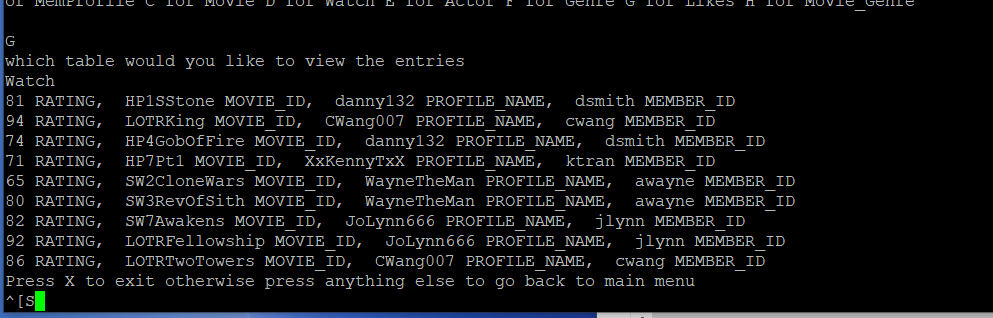 or MemProfile C for Movie D for Watch E for Actor F for Genre G for Likes H for Movie_Genre
G
which table would you like to view the entries
Watch
81 RATING,  HP1SStone MOVIE_ID,  danny132 PROFILE_NAME,  dsmith MEMBER_ID
94 RATING,  LOTRKing MOVIE_ID,  CWang007 PROFILE_NAME,  cwang MEMBER_ID
74 RATING,  HP4GobOfFire MOVIE_ID,  danny132 PROFILE_NAME,  dsmith MEMBER_ID
71 RATING,  HP7Pt1 MOVIE_ID,  XxKennyTxX PROFILE_NAME,  ktran MEMBER_ID
65 RATING,  SW2CloneWars MOVIE_ID,  WayneTheMan PROFILE_NAME,  awayne MEMBER_ID
80 RATING,  SW3RevOfSith MOVIE_ID,  WayneTheMan PROFILE_NAME,  awayne MEMBER_ID
82 RATING,  SW7Awakens MOVIE_ID,  JoLynn666 PROFILE_NAME,  jlynn MEMBER_ID
92 RATING,  LOTRFellowship MOVIE_ID,  JoLynn666 PROFILE_NAME,  jlynn MEMBER_ID
86 RATING,  LOTRTwoTowers MOVIE_ID,  CWang007 PROFILE_NAME,  cwang MEMBER_ID
Press X to exit otherwise press anything else to go back to main menu
^[S